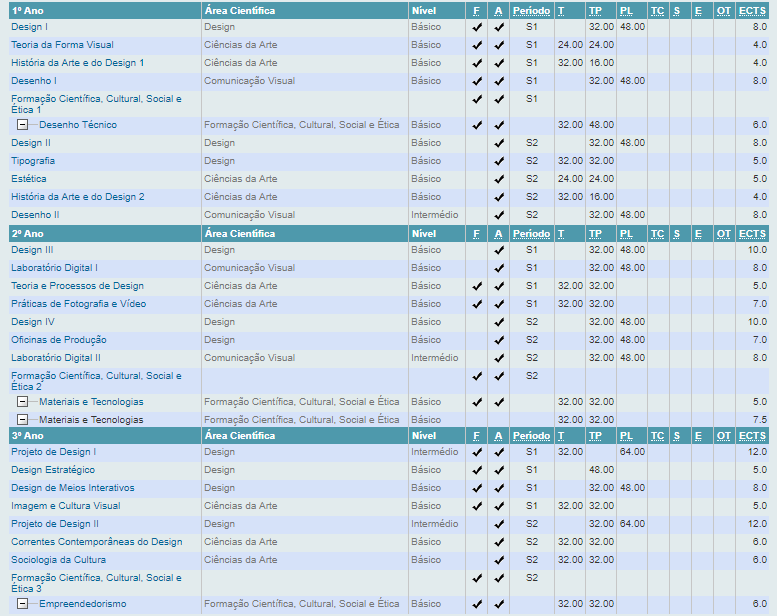 1º Ano Área Científica Nível F A Período T TP PL TC S E OT ECTS
Design I Design Básico ✓ ✓ S1 32.00 48.00 8.0
Teoria da Forma Visual Ciências da Arte Básico ✓ ✓ S1 24.00 24.00 4.0
História da Arte e do Design 1 Ciências da Arte Básico ✓ ✓ S1 32.00 16.00 4.0
Desenho I Comunicação Visual Básico ✓ ✓ S1 32.00 48.00 8.0
Formação Científica, Cultural, Social e
Ética 1 ✓ ✓ S1
Desenho Técnico Formação Científica, Cultural, Social e Ética Básico ✓ ✓ 32.00 48.00 6.0
Design II Design Básico ✓ S2 32.00 48.00 8.0
Tipografia Design Básico ✓ S2 32.00 32.00 5.0
Estética Ciências da Arte Básico ✓ S2 24.00 24.00 5.0
História da Arte e do Design 2 Ciências da Arte Básico ✓ S2 32.00 16.00 4.0
Desenho II Comunicação Visual Intermédio ✓ S2 32.00 48.00 8.0
2º Ano Área Científica Nível F A Período T TP PL TC S E OT ECTS
Design III Design Básico ✓ S1 32.00 48.00 10.0
Laboratório Digital I Comunicação Visual Básico ✓ S1 32.00 48.00 8.0
Teoria e Processos de Design Ciências da Arte Básico ✓ ✓ S1 32.00 32.00 5.0
Práticas de Fotografia e Vídeo Ciências da Arte Básico ✓ ✓ S1 32.00 32.00 7.0
Design IV Design Básico ✓ S2 32.00 48.00 10.0
Oficinas de Produção Design Básico ✓ S2 32.00 48.00 7.0
Laboratório Digital II Comunicação Visual Intermédio ✓ S2 32.00 48.00 8.0
Formação Científica, Cultural, Social e
Ética 2 ✓ ✓ S2
Materiais e Tecnologias Formação Científica, Cultural, Social e Ética Básico ✓ ✓ 32.00 32.00 5.0
Materiais e Tecnologias Formação Científica, Cultural, Social e Ética Básico 32.00 32.00 7.5
3º Ano Área Científica Nível F A Período T TP PL TC S E OT ECTS
Projeto de Design I Design Intermédio ✓ ✓ S1 32.00 64.00 12.0
Design Estratégico Design Básico ✓ ✓ S1 48.00 5.0
Design de Meios Interativos Design Básico ✓ ✓ S1 32.00 48.00 8.0
Imagem e Cultura Visual Ciências da Arte Básico ✓ ✓ S1 32.00 32.00 5.0
Projeto de Design II Design Intermédio ✓ S2 32.00 64.00 12.0
Correntes Contemporâneas do Design Ciências da Arte Básico ✓ S2 32.00 32.00 6.0
Sociologia da Cultura Ciências da Arte Básico ✓ S2 32.00 32.00 6.0
Formação Científica, Cultural, Social e
Ética 3 ✓ ✓ S2
Empreendedorismo Formação Científica, Cultural, Social e Ética Básico ✓ ✓ 32.00 32.00 6.0